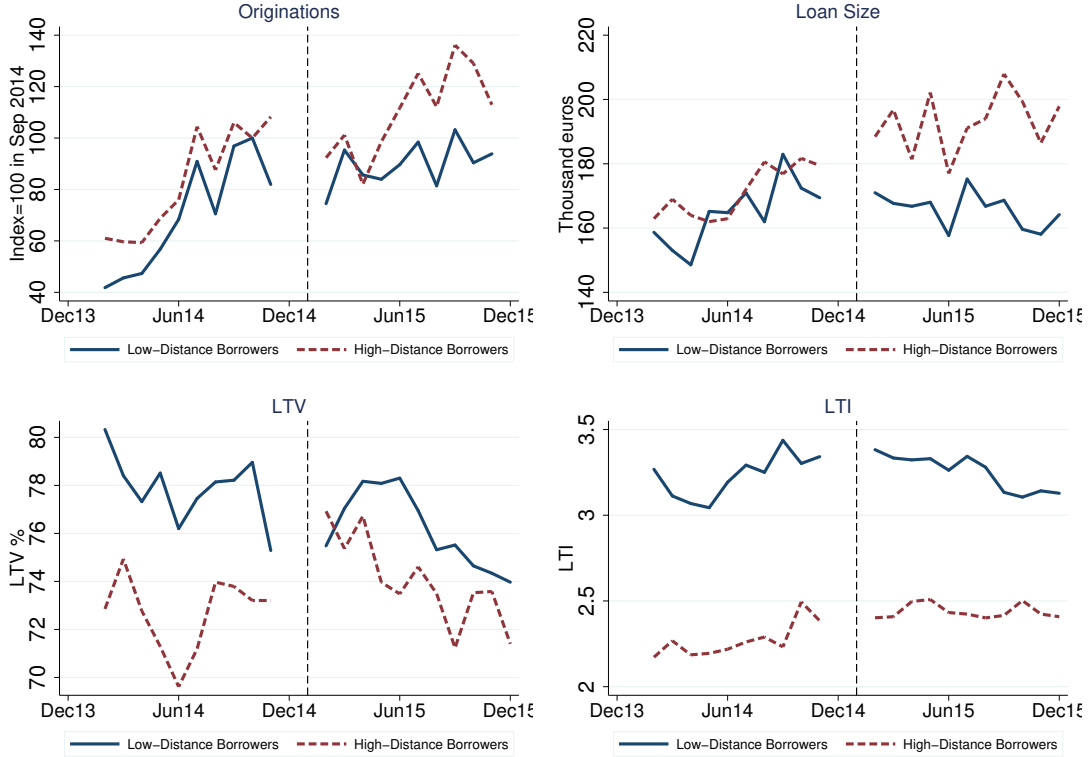 Originations
Index=100 in Sep 2014
140
120
100
80
60
40
Dec13 Jun14 Dec14 Jun15 Dec15
Low−Distance Borrowers High−Distance Borrowers
Loan Size
Thousand euros
220
200
180
160
140
Dec13 Jun14 Dec14 Jun15 Dec15
Low−Distance Borrowers High−Distance Borrowers
LTV
LTV %
80
78
76
74
72
70
Dec13 Jun14 Dec14 Jun15 Dec15
Low−Distance Borrowers High−Distance Borrowers
LTI
LTI
3.5
3
2.5
2
Dec13 Jun14 Dec14 Jun15 Dec15
Low−Distance Borrowers High−Distance Borrowers